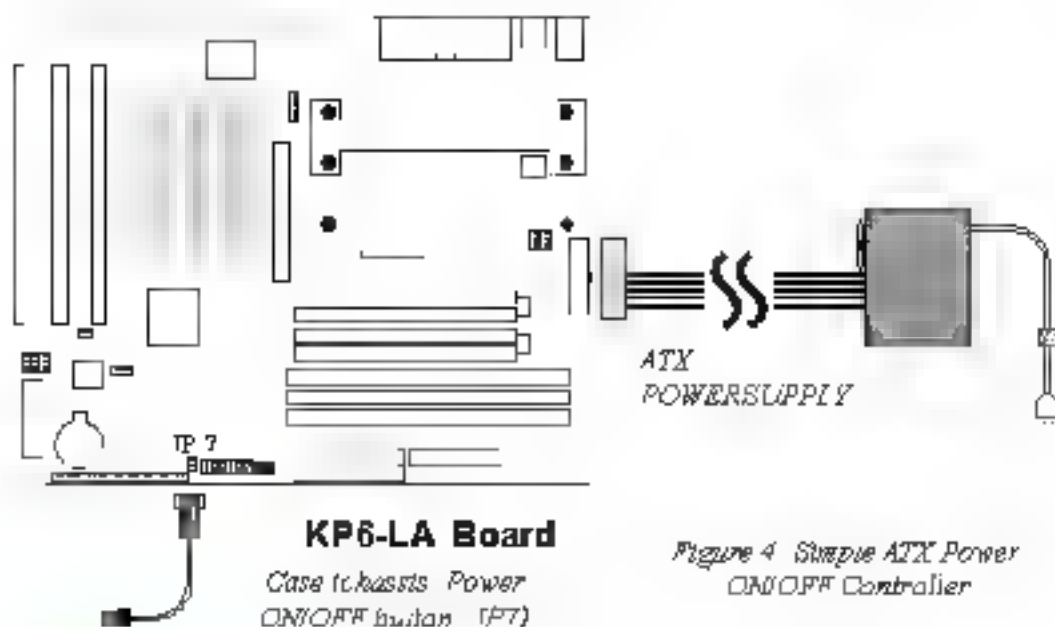 ATX
POWERSUPPLY
JP 7
KP6-LA Board
Case (chassis Power
ON/OFF button JP7)
Figure 4 Simple ATX Power
ON/OFF Controller